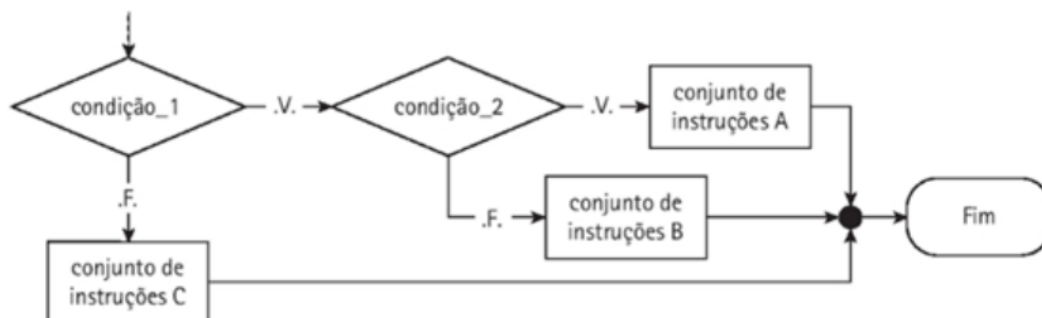 condição_1
.V.
condição_2
.V.
conjunto de
instruções A
.F.
.F.
conjunto de
instruções B
Fim
conjunto de
instruções C